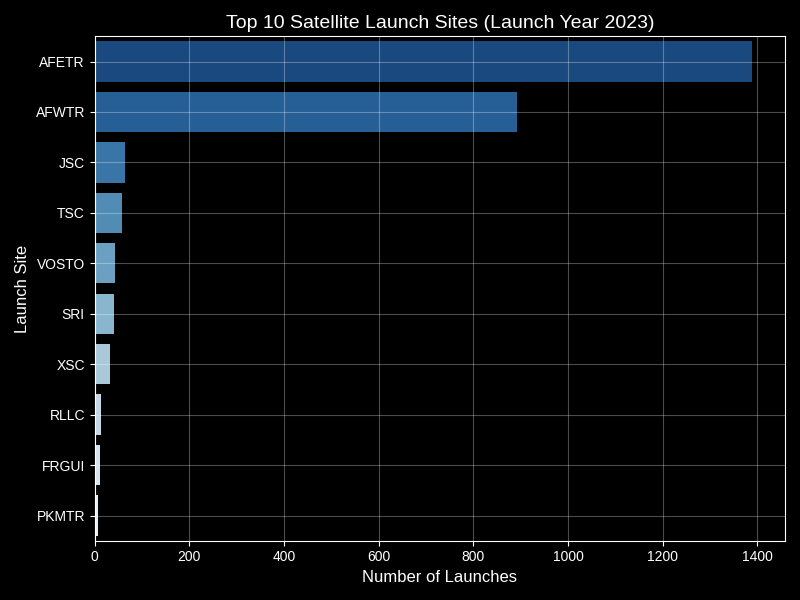 Top 10 Satellite Launch Sites (Launch Year 2023)
AFETR
AFWTR
JSC
TSC
VOSTO
SRI
XSC
RLLC
FRGUI
PKMTR
Launch Site
0 200 400 600 800 1000 1200 1400
Number of Launches